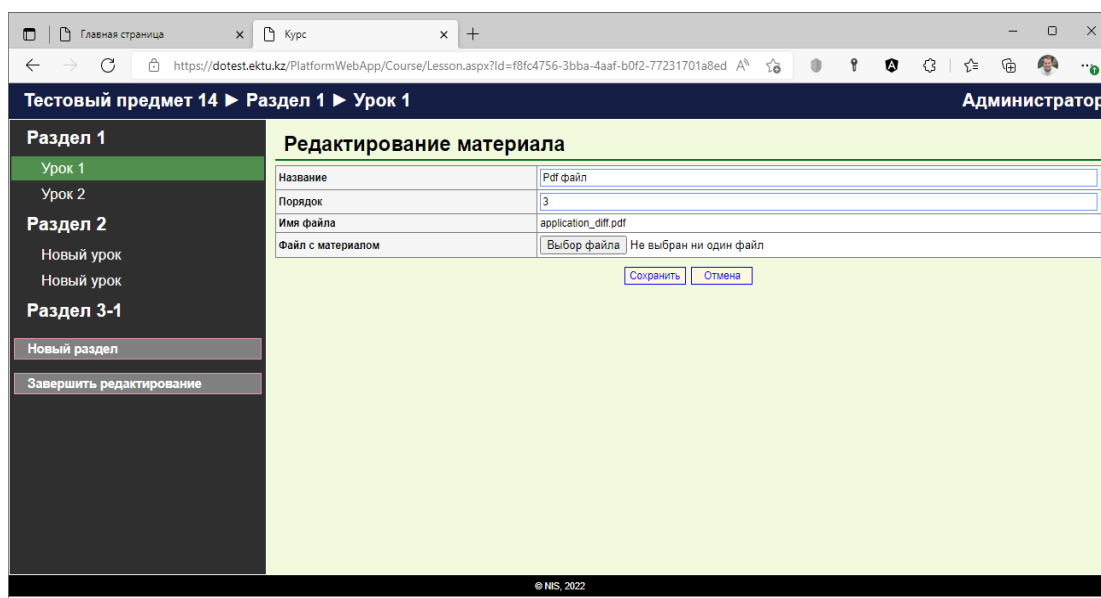 Главная страница
Курс
https://dotest.ektu.kz/PlatformWebApp/Course/Lesson.aspx?Id=f8fc4756-3bba-4aaf-b0f2-77231701a8ed
Тестовый предмет 14 ► Раздел 1 ► Урок 1 Администратор
Раздел 1
Урок 1
Урок 2
Раздел 2
Новый урок
Новый урок
Раздел 3-1
Новый раздел
Завершить редактирование
Редактирование материала
Название Pdf файл
Порядок 3
Имя файла application_diff.pdf
Файл с материалом Выбор файла Не выбран ни один файл
Сохранить Отмена
© NIS, 2022